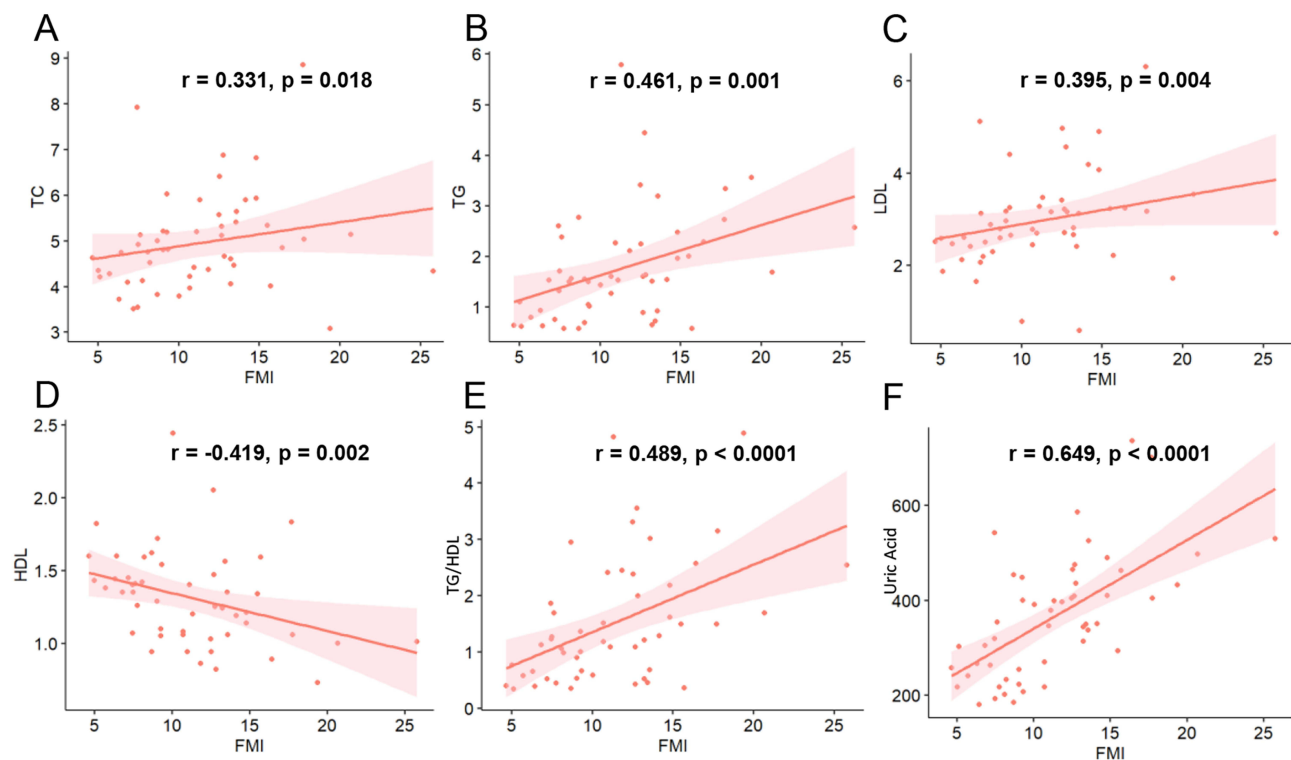 A
TC
9
8
7
6
5
4
3
r = 0.331, p = 0.018
5 10 15 20 25
FMI
B
TG
6
5
4
3
2
1
r = 0.461, p = 0.001
5 10 15 20 25
FMI
C
LDL
6
4
2
r = 0.395, p = 0.004
5 10 15 20 25
FMI
D
HDL
2.5
2.0
1.5
1.0
r = -0.419, p = 0.002
5 10 15 20 25
FMI
E
TG/HDL
5
4
3
2
1
0
r = 0.489, p < 0.0001
5 10 15 20 25
FMI
F
Uric Acid
600
400
200
r = 0.649, p < 0.0001
5 10 15 20 25
FMI